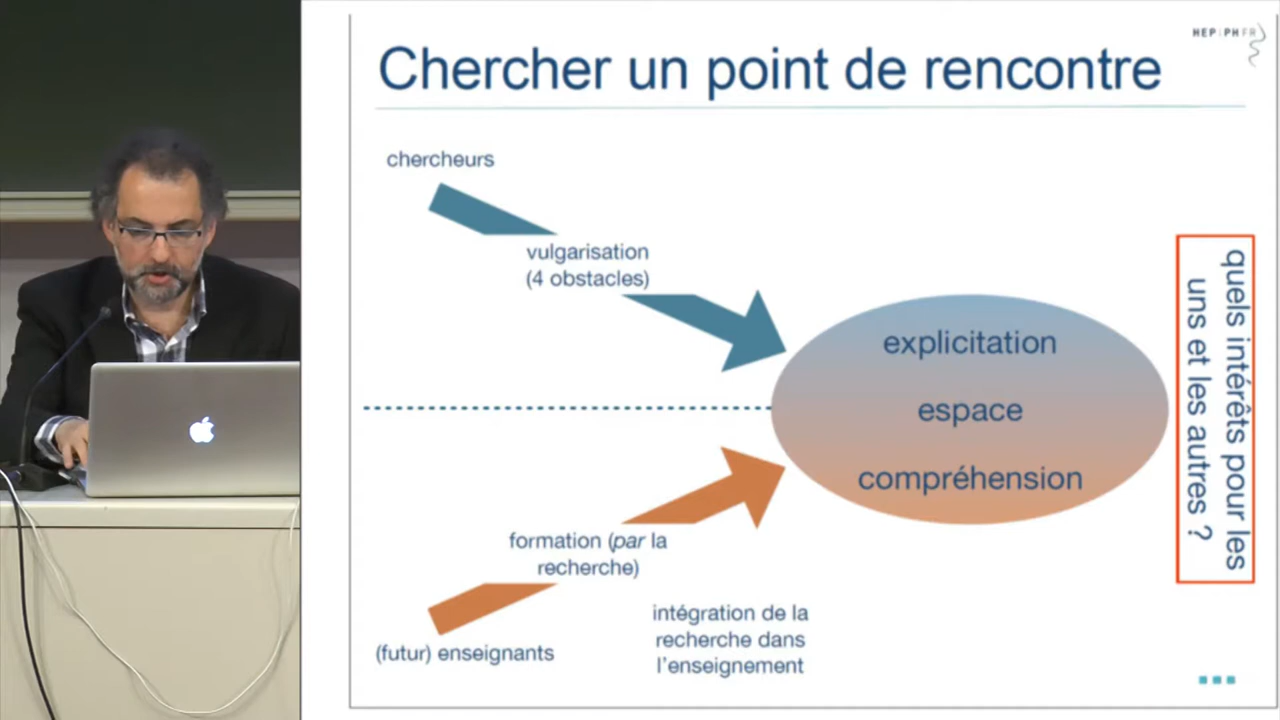 HEP|PH FR
Chercher un point de rencontre
chercheurs
vulgarisation
(4 obstacles)
explicitation
espace
compréhension
formation (par la
recherche)
(futur) enseignants
intégration de la
recherche dans
l'enseignement
quels intérêts pour les
uns et les autres ?